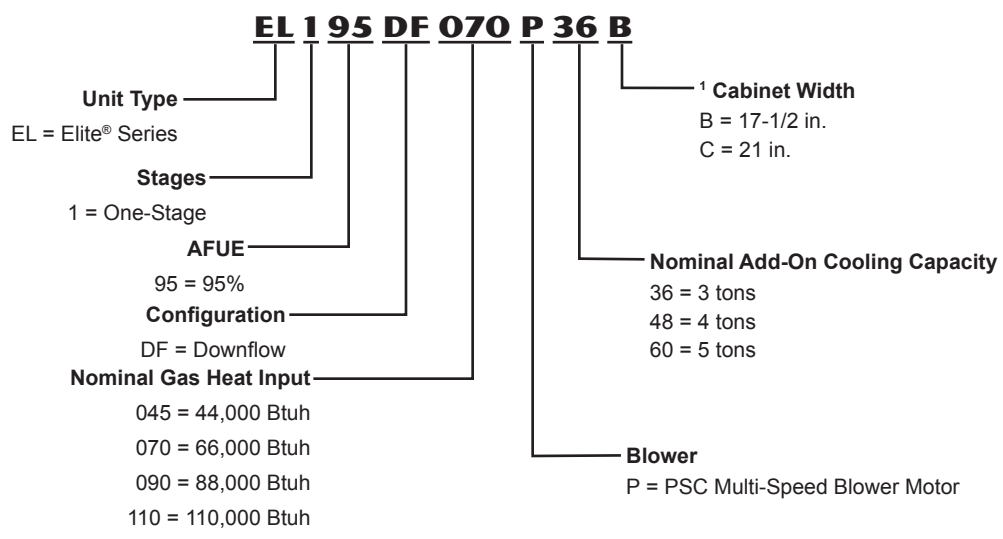 EL 1 95 DF 070 P 36 B
Unit Type
EL = Elite® Series
Stages
1 = One-Stage
AFUE
95 = 95%
Configuration
DF = Downflow
Nominal Gas Heat Input
045 = 44,000 Btuh
070 = 66,000 Btuh
090 = 88,000 Btuh
110 = 110,000 Btuh
¹ Cabinet Width
B = 17-1/2 in.
C = 21 in.
Nominal Add-On Cooling Capacity
36 = 3 tons
48 = 4 tons
60 = 5 tons
Blower
P = PSC Multi-Speed Blower Motor